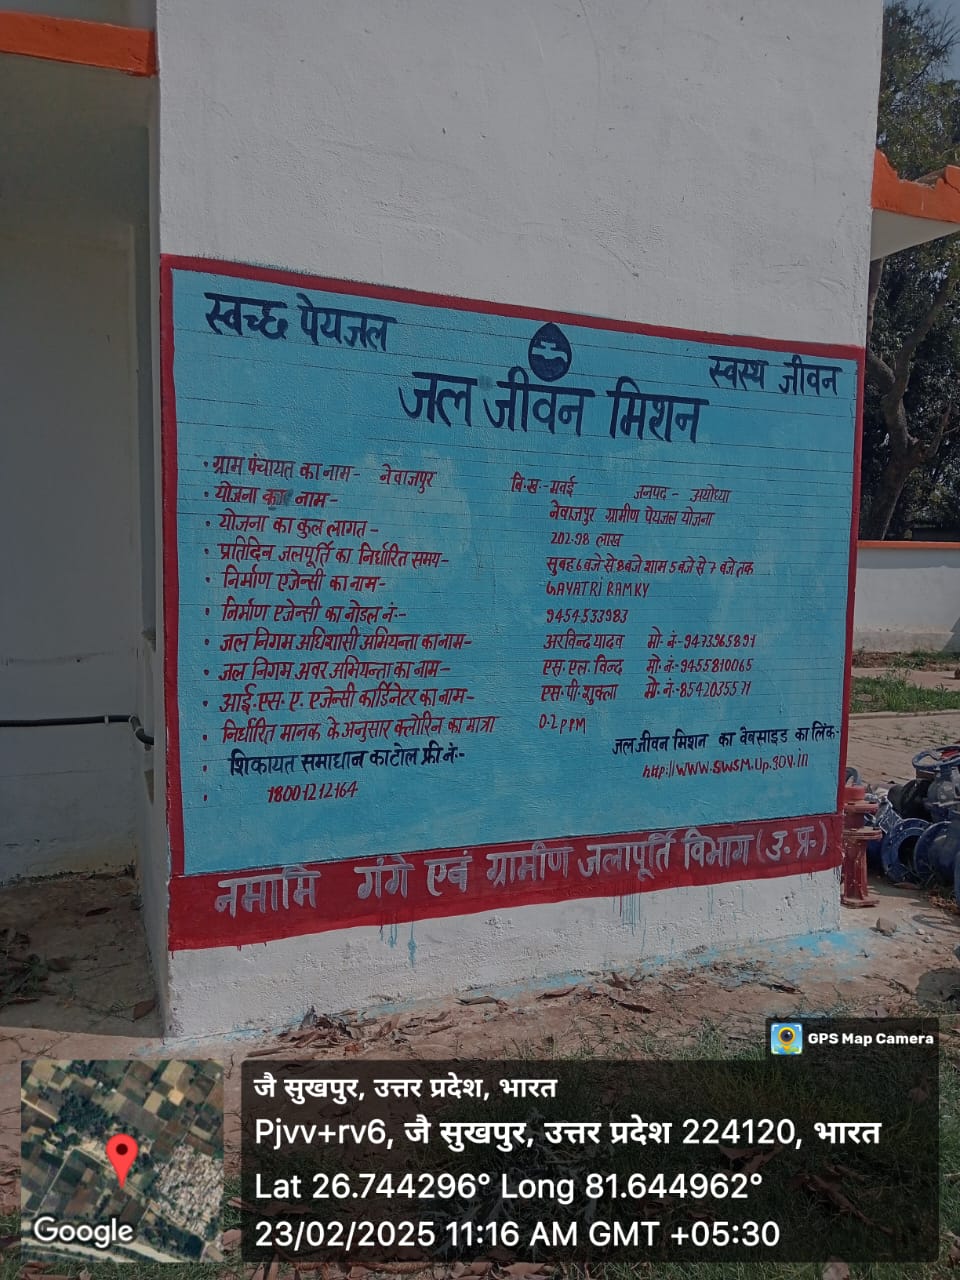 स्वच्छ पेयजल
स्वस्थ जीवन
जल जीवन मिशन
• ग्राम पंचायत का नाम- नेवाजपुर वि.ख.-मवई जनपद - अयोध्या
• योजना का नाम- नेवाजपुर ग्रामीण पेयजल योजना
• योजना का कुल लागत- 202.98 लाख
• प्रतिदिन जलपूर्ति का निर्धारित समय- सुबह 6 बजे से 8 बजे शाम 5 बजे से 7 बजे तक
• निर्माण एजेन्सी का नाम- GAYATRI RAMKY
• निर्माण एजेन्सी का नोडल नं.- 9454533983
• जल निगम अधिशासी अभियन्ता का नाम- अरविन्द यादव मो. नं-9473965891
• जल निगम अवर अभियन्ता का नाम- एस.एल. विन्द मो. नं-9455810065
• आई.एस.ए. एजेन्सी कार्डिनेटर का नाम- एस.पी. शुक्ला मो. नं-8542035571
• निर्धारित मानक के अनुसार क्लोरिन का मात्रा 0.2 PPM
• शिकायत समाधान का टोल फ्री नं.- जल जीवन मिशन का वेबसाइड का लिंक-
• 18001212164 http://www.swsm.up.gov.in
नमामि गंगे एवं ग्रामीण जलापूर्ति विभाग (उ. प्र.)
GPS Map Camera
जै सुखपुर, उत्तर प्रदेश, भारत
Pjvv+rv6, जै सुखपुर, उत्तर प्रदेश 224120, भारत
Lat 26.744296° Long 81.644962°
23/02/2025 11:16 AM GMT +05:30
Google